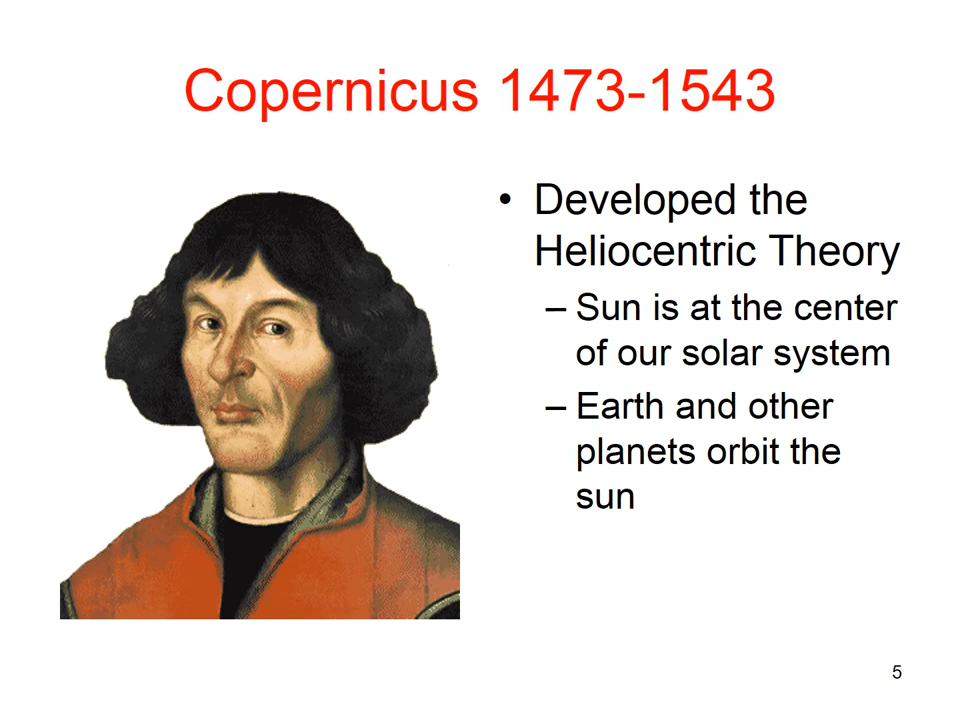 Copernicus 1473-1543
• Developed the
Heliocentric Theory
– Sun is at the center
of our solar system
– Earth and other
planets orbit the
sun
5